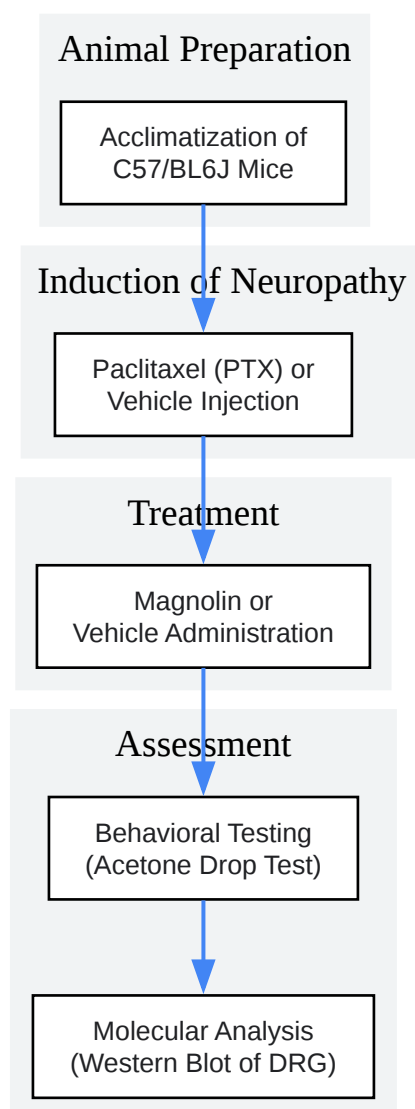 Animal Preparation
Acclimatization of
C57/BL6J Mice
Induction of Neuropathy
Paclitaxel (PTX) or
Vehicle Injection
Treatment
Magnolin or
Vehicle Administration
Assessment
Behavioral Testing
(Acetone Drop Test)
Molecular Analysis
(Western Blot of DRG)